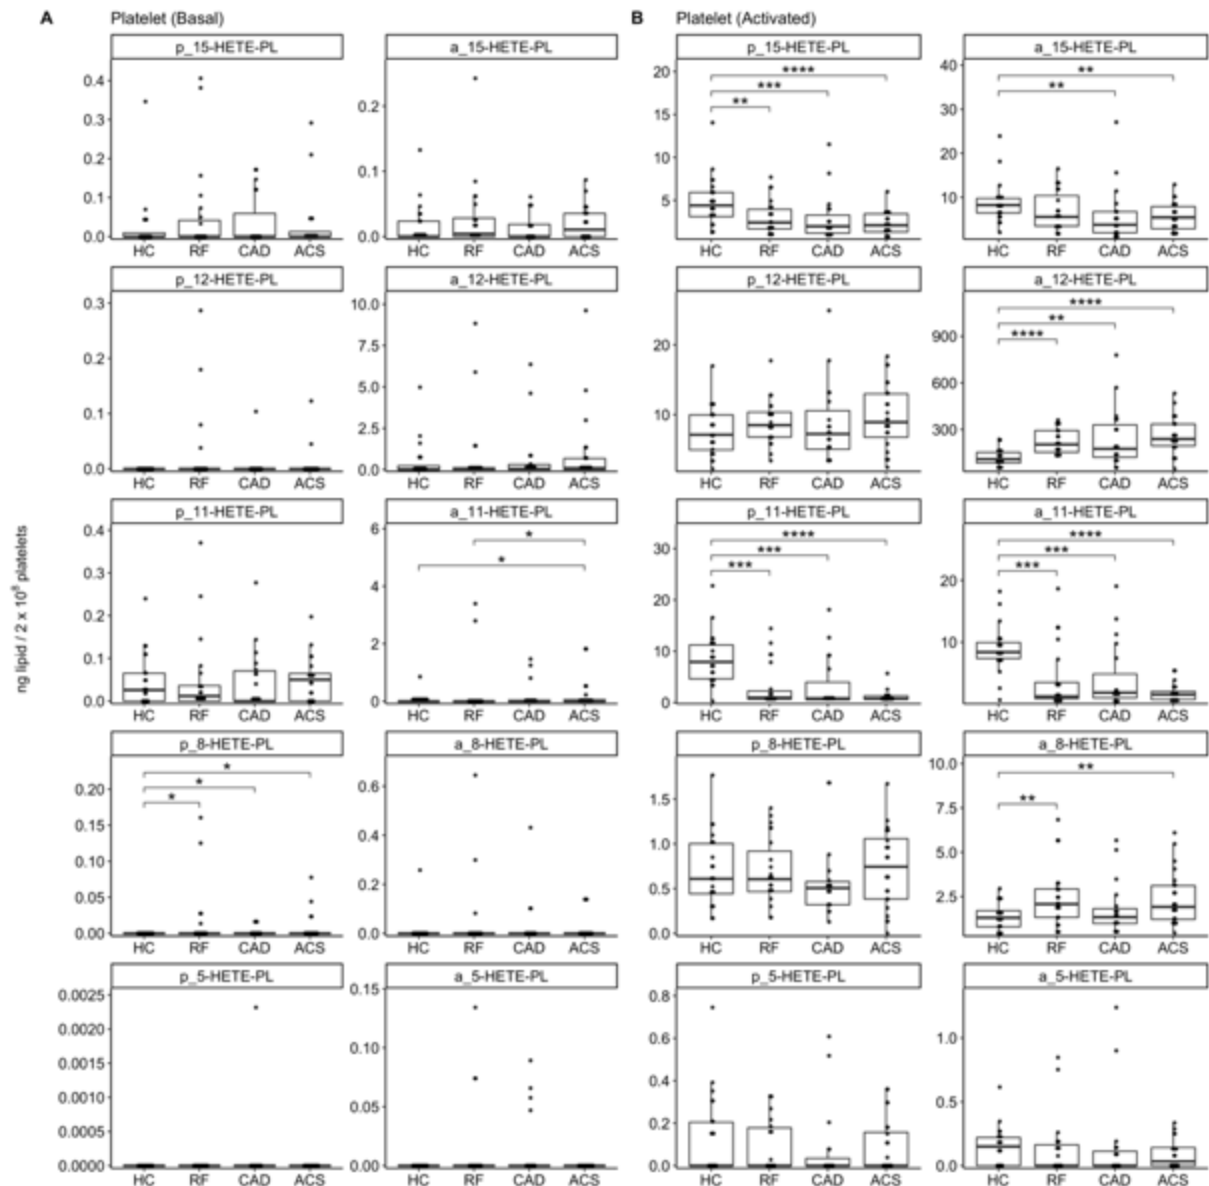 A Platelet (Basal)
B Platelet (Activated)
p_15-HETE-PL
a_15-HETE-PL
p_15-HETE-PL
a_15-HETE-PL
0.4
0.3
0.2
0.1
0.0
HC RF CAD ACS
0.2
0.1
0.0
HC RF CAD ACS
20
15
10
5
**** 
***
**
HC RF CAD ACS
40
30
20
10
**
**
HC RF CAD ACS
p_12-HETE-PL
a_12-HETE-PL
p_12-HETE-PL
a_12-HETE-PL
0.3
0.2
0.1
0.0
HC RF CAD ACS
10.0
5.0
2.5
0.0
HC RF CAD ACS
20
10
HC RF CAD ACS
900
600
300
****
**
****
HC RF CAD ACS
ng lipid / 2 x 10⁸ platelets
p_11-HETE-PL
a_11-HETE-PL
p_11-HETE-PL
a_11-HETE-PL
0.4
0.3
0.2
0.1
0.0
HC RF CAD ACS
6
4
2
0
*
*
HC RF CAD ACS
30
20
10
0
****
***
***
HC RF CAD ACS
20
10
****
***
***
HC RF CAD ACS
p_8-HETE-PL
a_8-HETE-PL
p_8-HETE-PL
a_8-HETE-PL
0.20
0.15
0.10
0.05
0.00
*
*
*
HC RF CAD ACS
0.6
0.4
0.2
0.0
HC RF CAD ACS
1.5
1.0
0.5
0.0
HC RF CAD ACS
10.0
7.5
5.0
2.5
**
**
HC RF CAD ACS
p_5-HETE-PL
a_5-HETE-PL
p_5-HETE-PL
a_5-HETE-PL
0.0025
0.0020
0.0015
0.0010
0.0005
0.0000
HC RF CAD ACS
0.15
0.10
0.05
0.00
HC RF CAD ACS
0.8
0.6
0.4
0.2
0.0
HC RF CAD ACS
1.0
0.5
0.0
HC RF CAD ACS